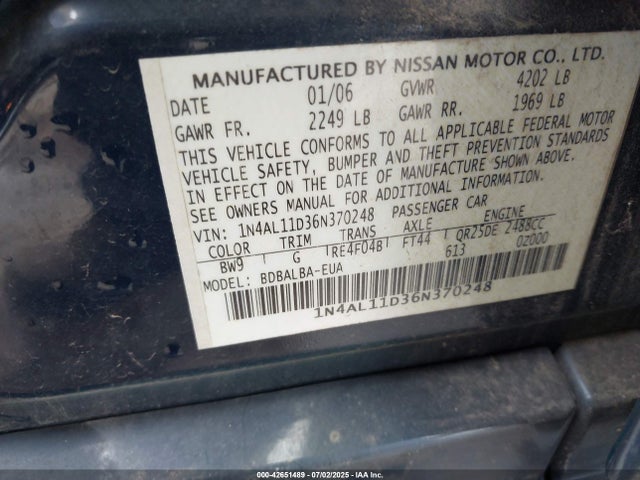 MANUFACTURED BY NISSAN MOTOR CO., LTD.
DATE 01/06 GVWR 4202 LB
GAWR FR. 2249 LB GAWR RR. 1969 LB
THIS VEHICLE CONFORMS TO ALL APPLICABLE FEDERAL MOTOR
VEHICLE SAFETY, BUMPER AND THEFT PREVENTION STANDARDS
IN EFFECT ON THE DATE OF MANUFACTURE SHOWN ABOVE.
SEE OWNERS MANUAL FOR ADDITIONAL INFORMATION.
VIN: 1N4AL11D36N370248 PASSENGER CAR
COLOR TRIM TRANS AXLE ENGINE
BW9 G RE4F04B FT44 QR25DE 2488CC
MODEL: BDBALBA-EUA 613 0Z000
1N4AL11D36N370248
000-42651489 - 07/02/2025 - IAA Inc.